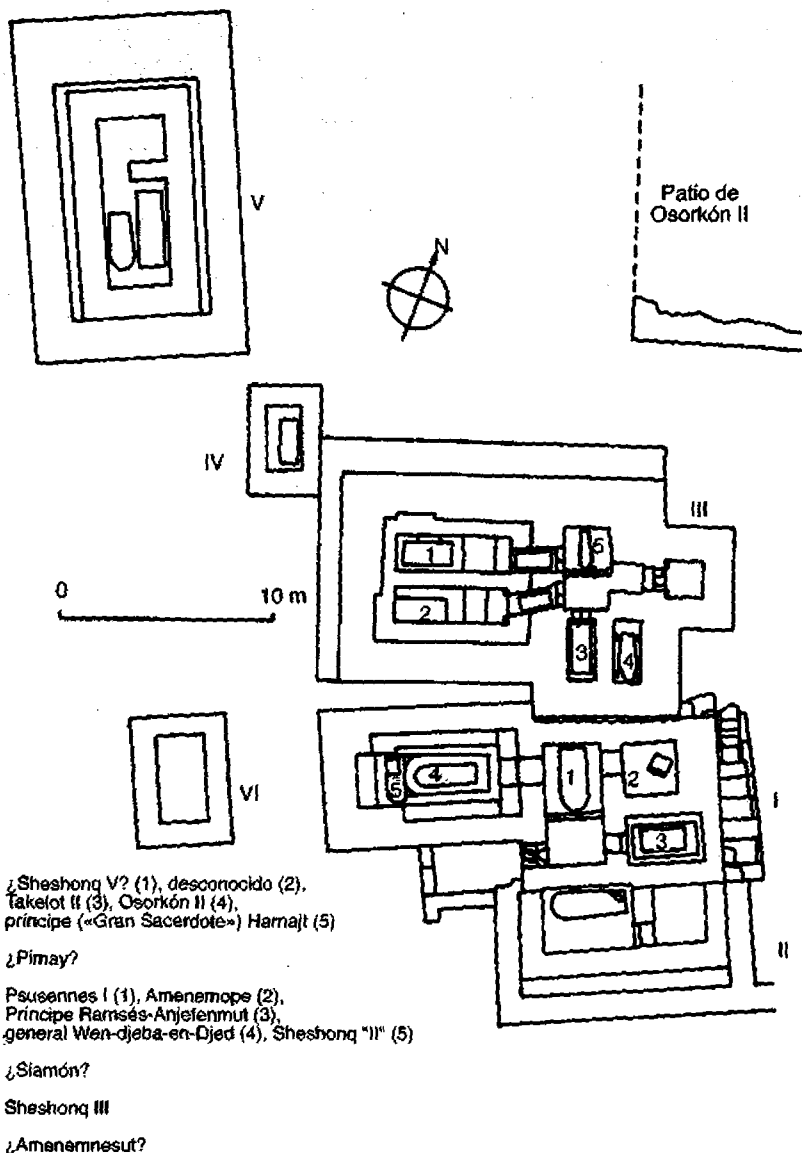 V
Patio de
Osorkón II
N
IV
III
1
5
0
10 m
2
3
4
VI
5
4
1
2
I
3
II
¿Sheshonq V? (1), desconocido (2),
Takelot II (3), Osorkón II (4),
príncipe («Gran Sacerdote») Harnajt (5)
¿Pimay?
Psusennes I (1), Amenemope (2),
Príncipe Ramsés-Anjefenmut (3),
general Wen-djeba-en-Djed (4), Sheshonq "II" (5)
¿Siamón?
Sheshonq III
¿Amenemnesut?